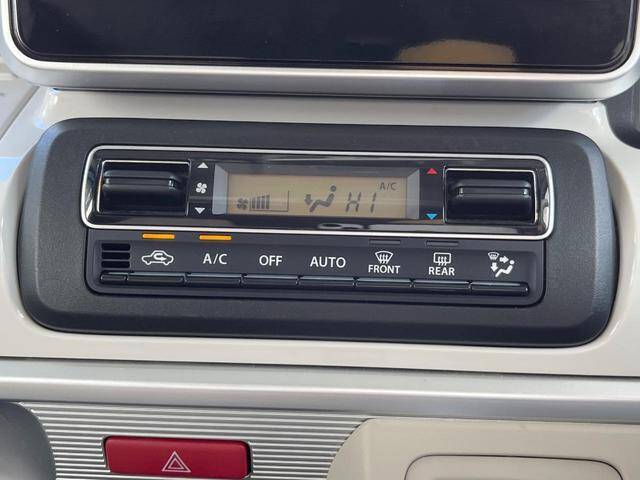 A/C
HI
A/C OFF AUTO FRONT REAR